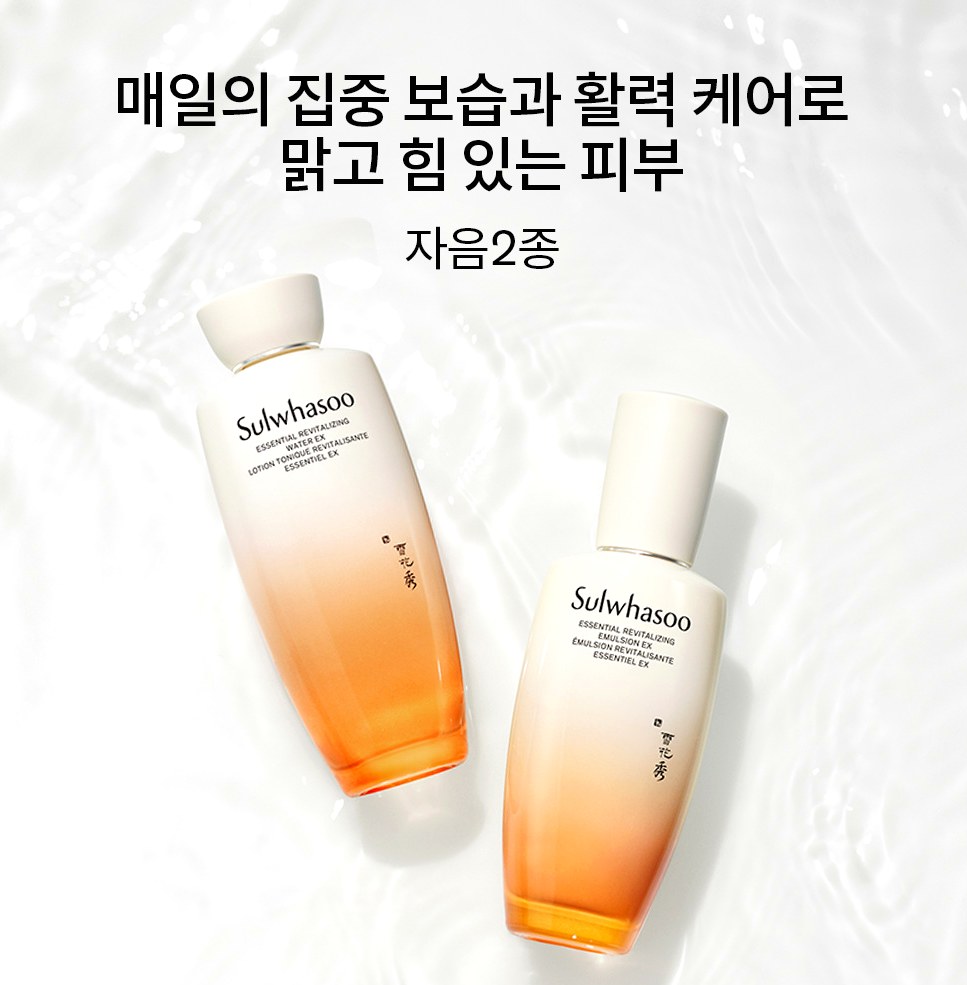 매일의 집중 보습과 활력 케어로
맑고 힘 있는 피부
자음2종
Sulwhasoo
ESSENTIAL REVITALIZING
WATER EX
LOTION TONIQUE REVITALISANTE
ESSENTIEL EX
雪花秀
Sulwhasoo
ESSENTIAL REVITALIZING
EMULSION EX
ÉMULSION REVITALISANTE
ESSENTIEL EX
雪花秀